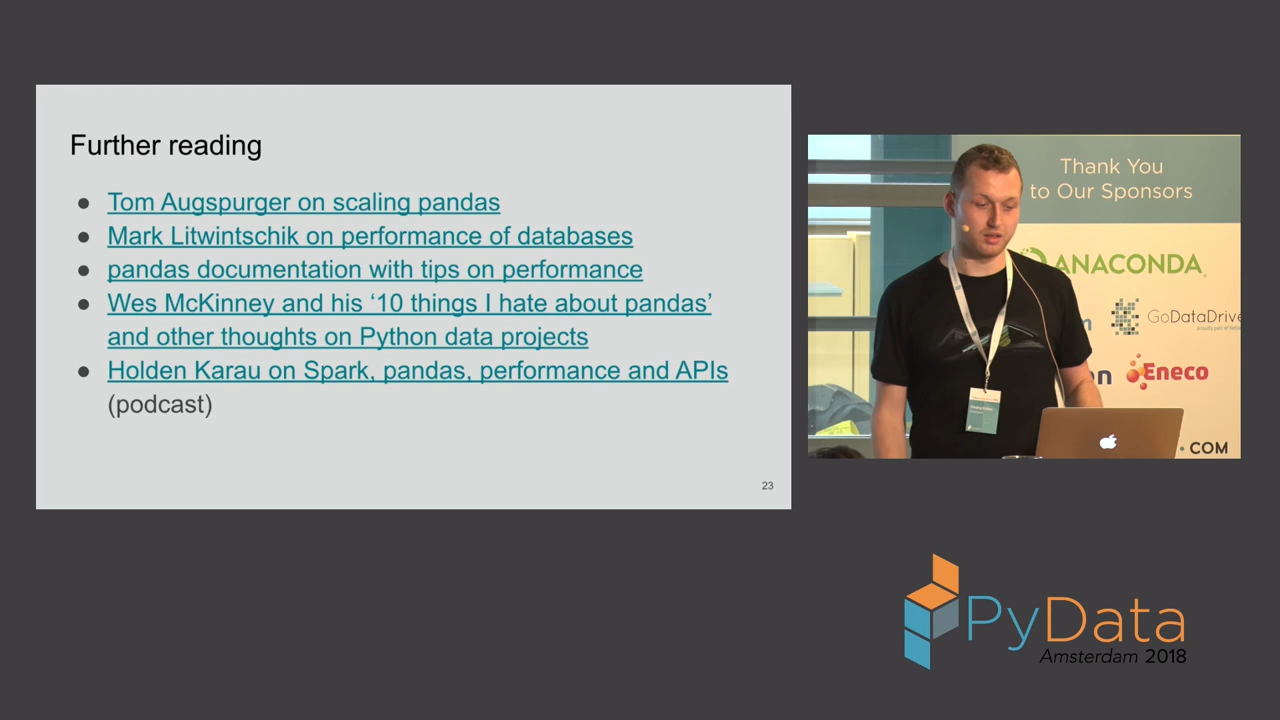 Further reading
● Tom Augspurger on scaling pandas
● Mark Litwintschik on performance of databases
● pandas documentation with tips on performance
● Wes McKinney and his ‘10 things I hate about pandas’
and other thoughts on Python data projects
● Holden Karau on Spark, pandas, performance and APIs
(podcast)
23
Thank You
to Our Sponsors
ANACONDA
GoDataDrive
Eneco
COM
PyData
Amsterdam 2018